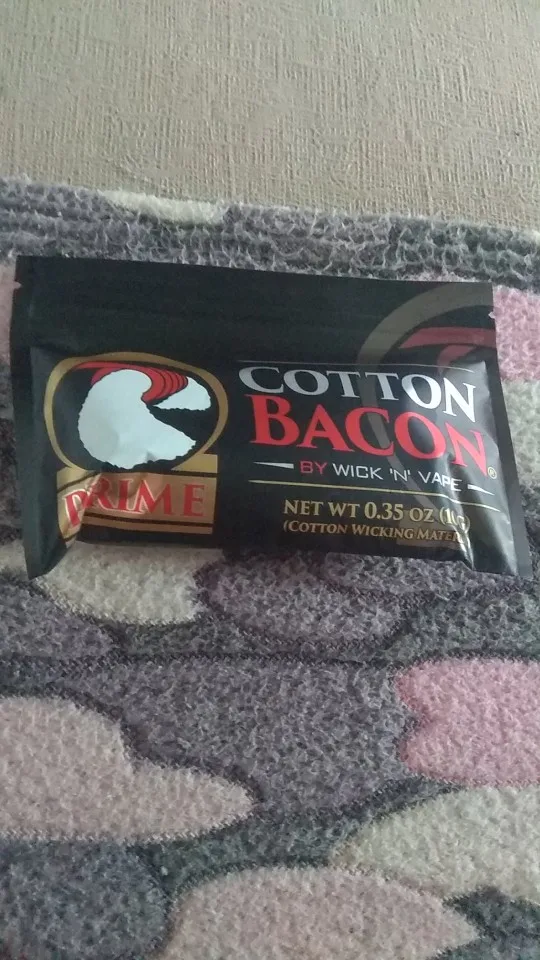 COTTON
BACON®
BY WICK 'N' VAPE
PRIME
NET WT 0.35 OZ
(COTTON WICKING